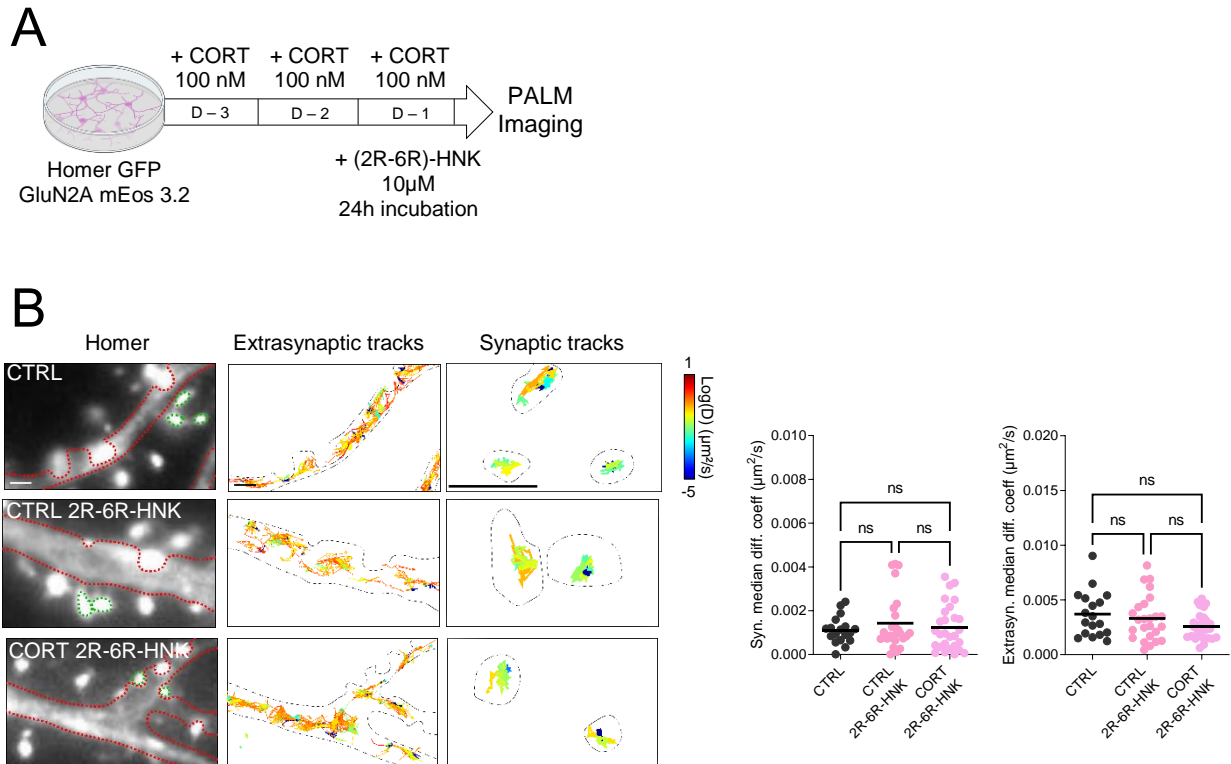 A
+ CORT + CORT + CORT
100 nM 100 nM 100 nM
D – 3 D – 2 D – 1
PALM
Imaging
Homer GFP
GluN2A mEos 3.2
+ (2R-6R)-HNK
10µM
24h incubation
B
Homer Extrasynaptic tracks Synaptic tracks
CTRL
CTRL 2R-6R-HNK
CORT 2R-6R-HNK
1
Log(D) (µm²/s)
-5
Syn. median diff. coeff (µm²/s)
0.010
0.008
0.006
0.004
0.002
0.000
ns
ns ns
CTRL
CTRL
2R-6R-HNK
CORT
2R-6R-HNK
Extrasyn. median diff. coeff (µm²/s)
0.020
0.015
0.010
0.005
0.000
ns
ns ns
CTRL
CTRL
2R-6R-HNK
CORT
2R-6R-HNK